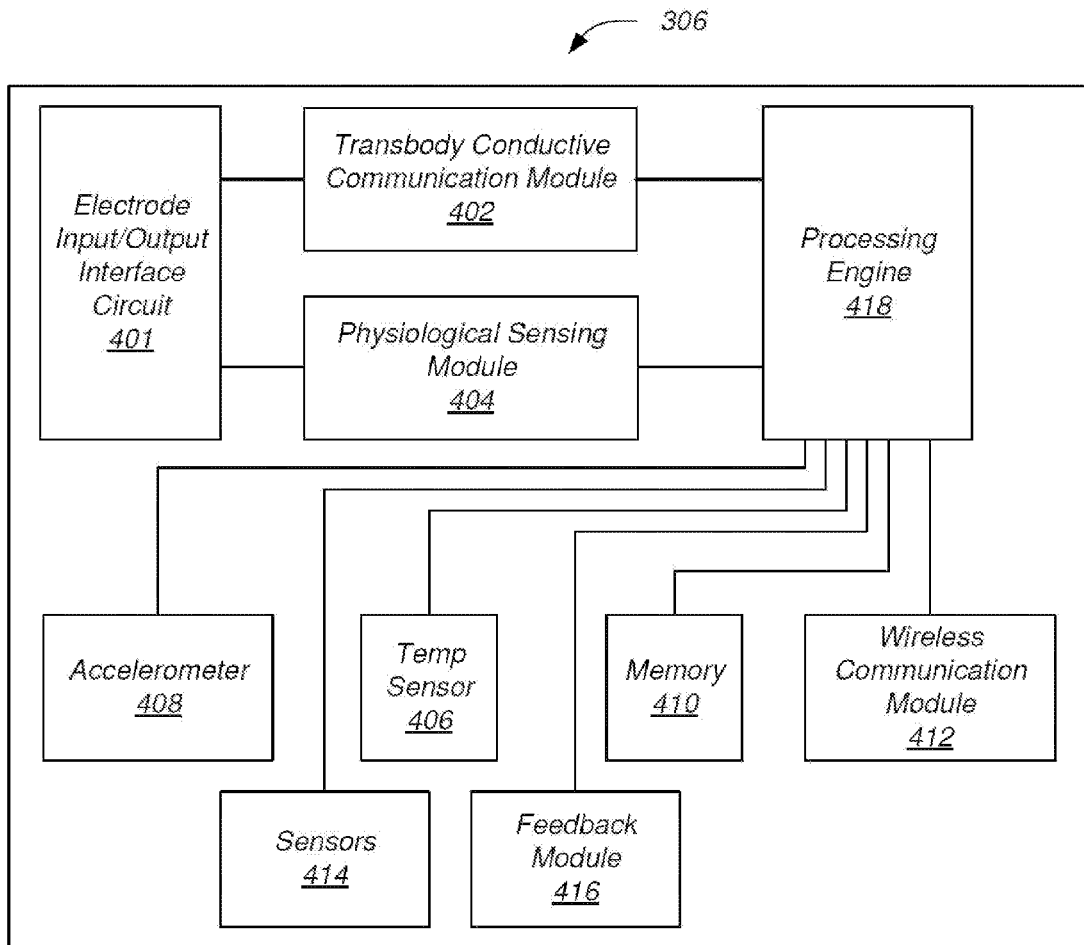 306
Electrode
Input/Output
Interface
Circuit
401
Transbody Conductive
Communication Module
402
Physiological Sensing
Module
404
Processing
Engine
418
Accelerometer
408
Temp
Sensor
406
Memory
410
Wireless
Communication
Module
412
Sensors
414
Feedback
Module
416